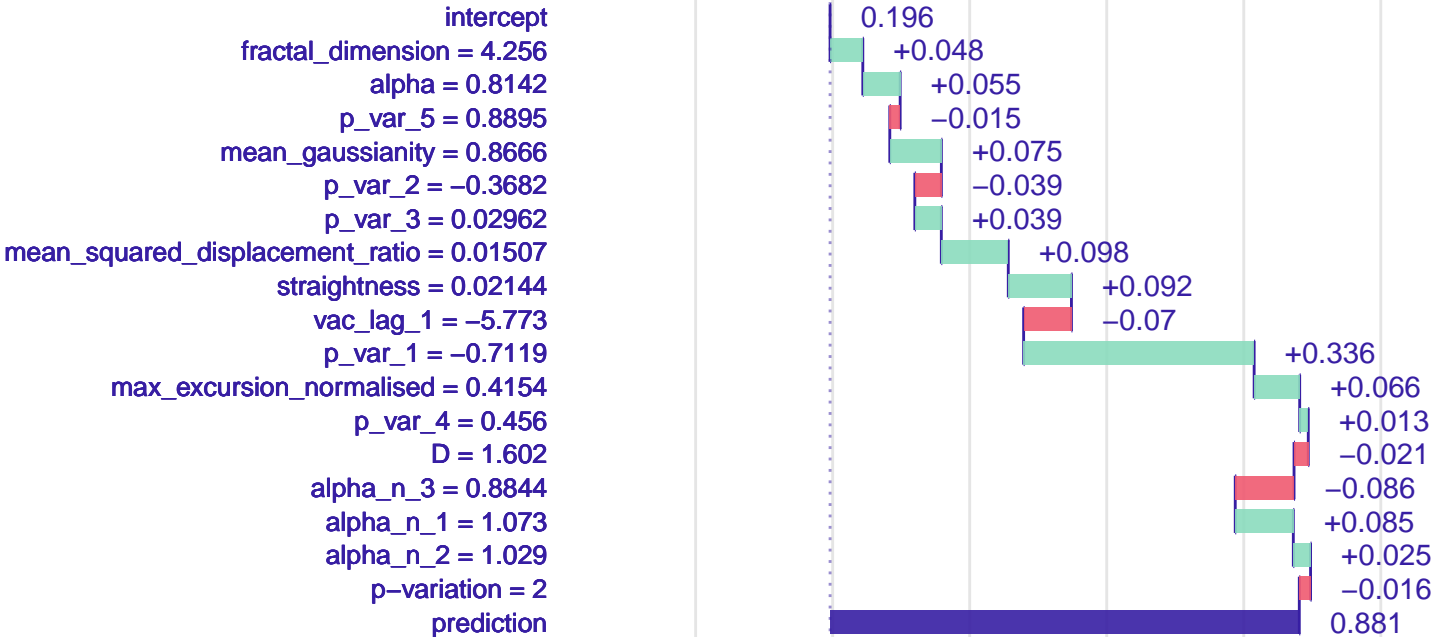 intercept 0.196
fractal_dimension = 4.256 +0.048
alpha = 0.8142 +0.055
p_var_5 = 0.8895 −0.015
mean_gaussianity = 0.8666 +0.075
p_var_2 = −0.3682 −0.039
p_var_3 = 0.02962 +0.039
mean_squared_displacement_ratio = 0.01507 +0.098
straightness = 0.02144 +0.092
vac_lag_1 = −5.773 −0.07
p_var_1 = −0.7119 +0.336
max_excursion_normalised = 0.4154 +0.066
p_var_4 = 0.456 +0.013
D = 1.602 −0.021
alpha_n_3 = 0.8844 −0.086
alpha_n_1 = 1.073 +0.085
alpha_n_2 = 1.029 +0.025
p−variation = 2 −0.016
prediction 0.881